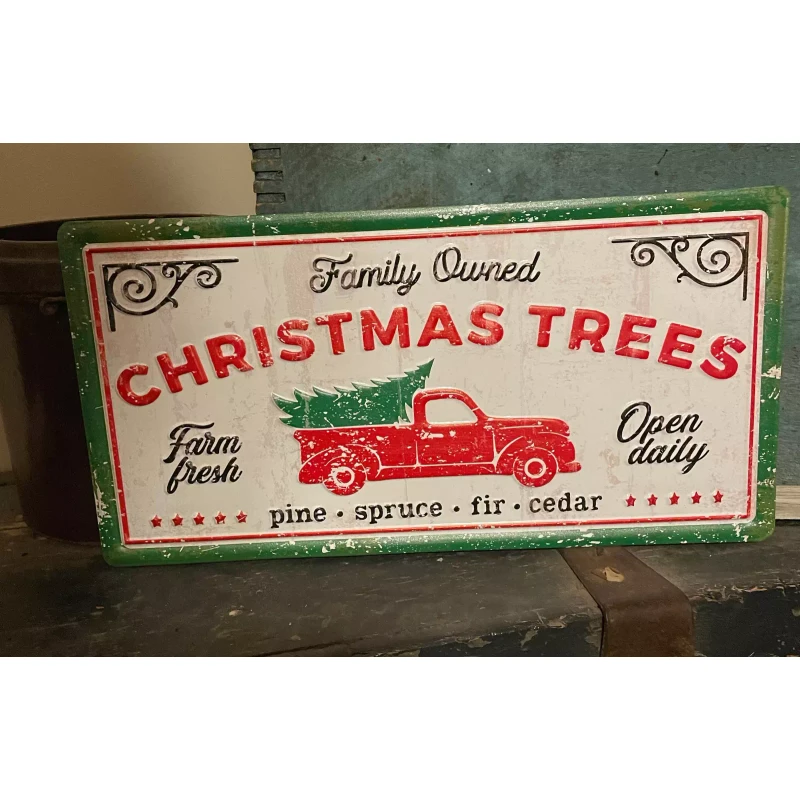 Family Owned
CHRISTMAS TREES
Farm
fresh
Open
daily
pine • spruce • fir • cedar